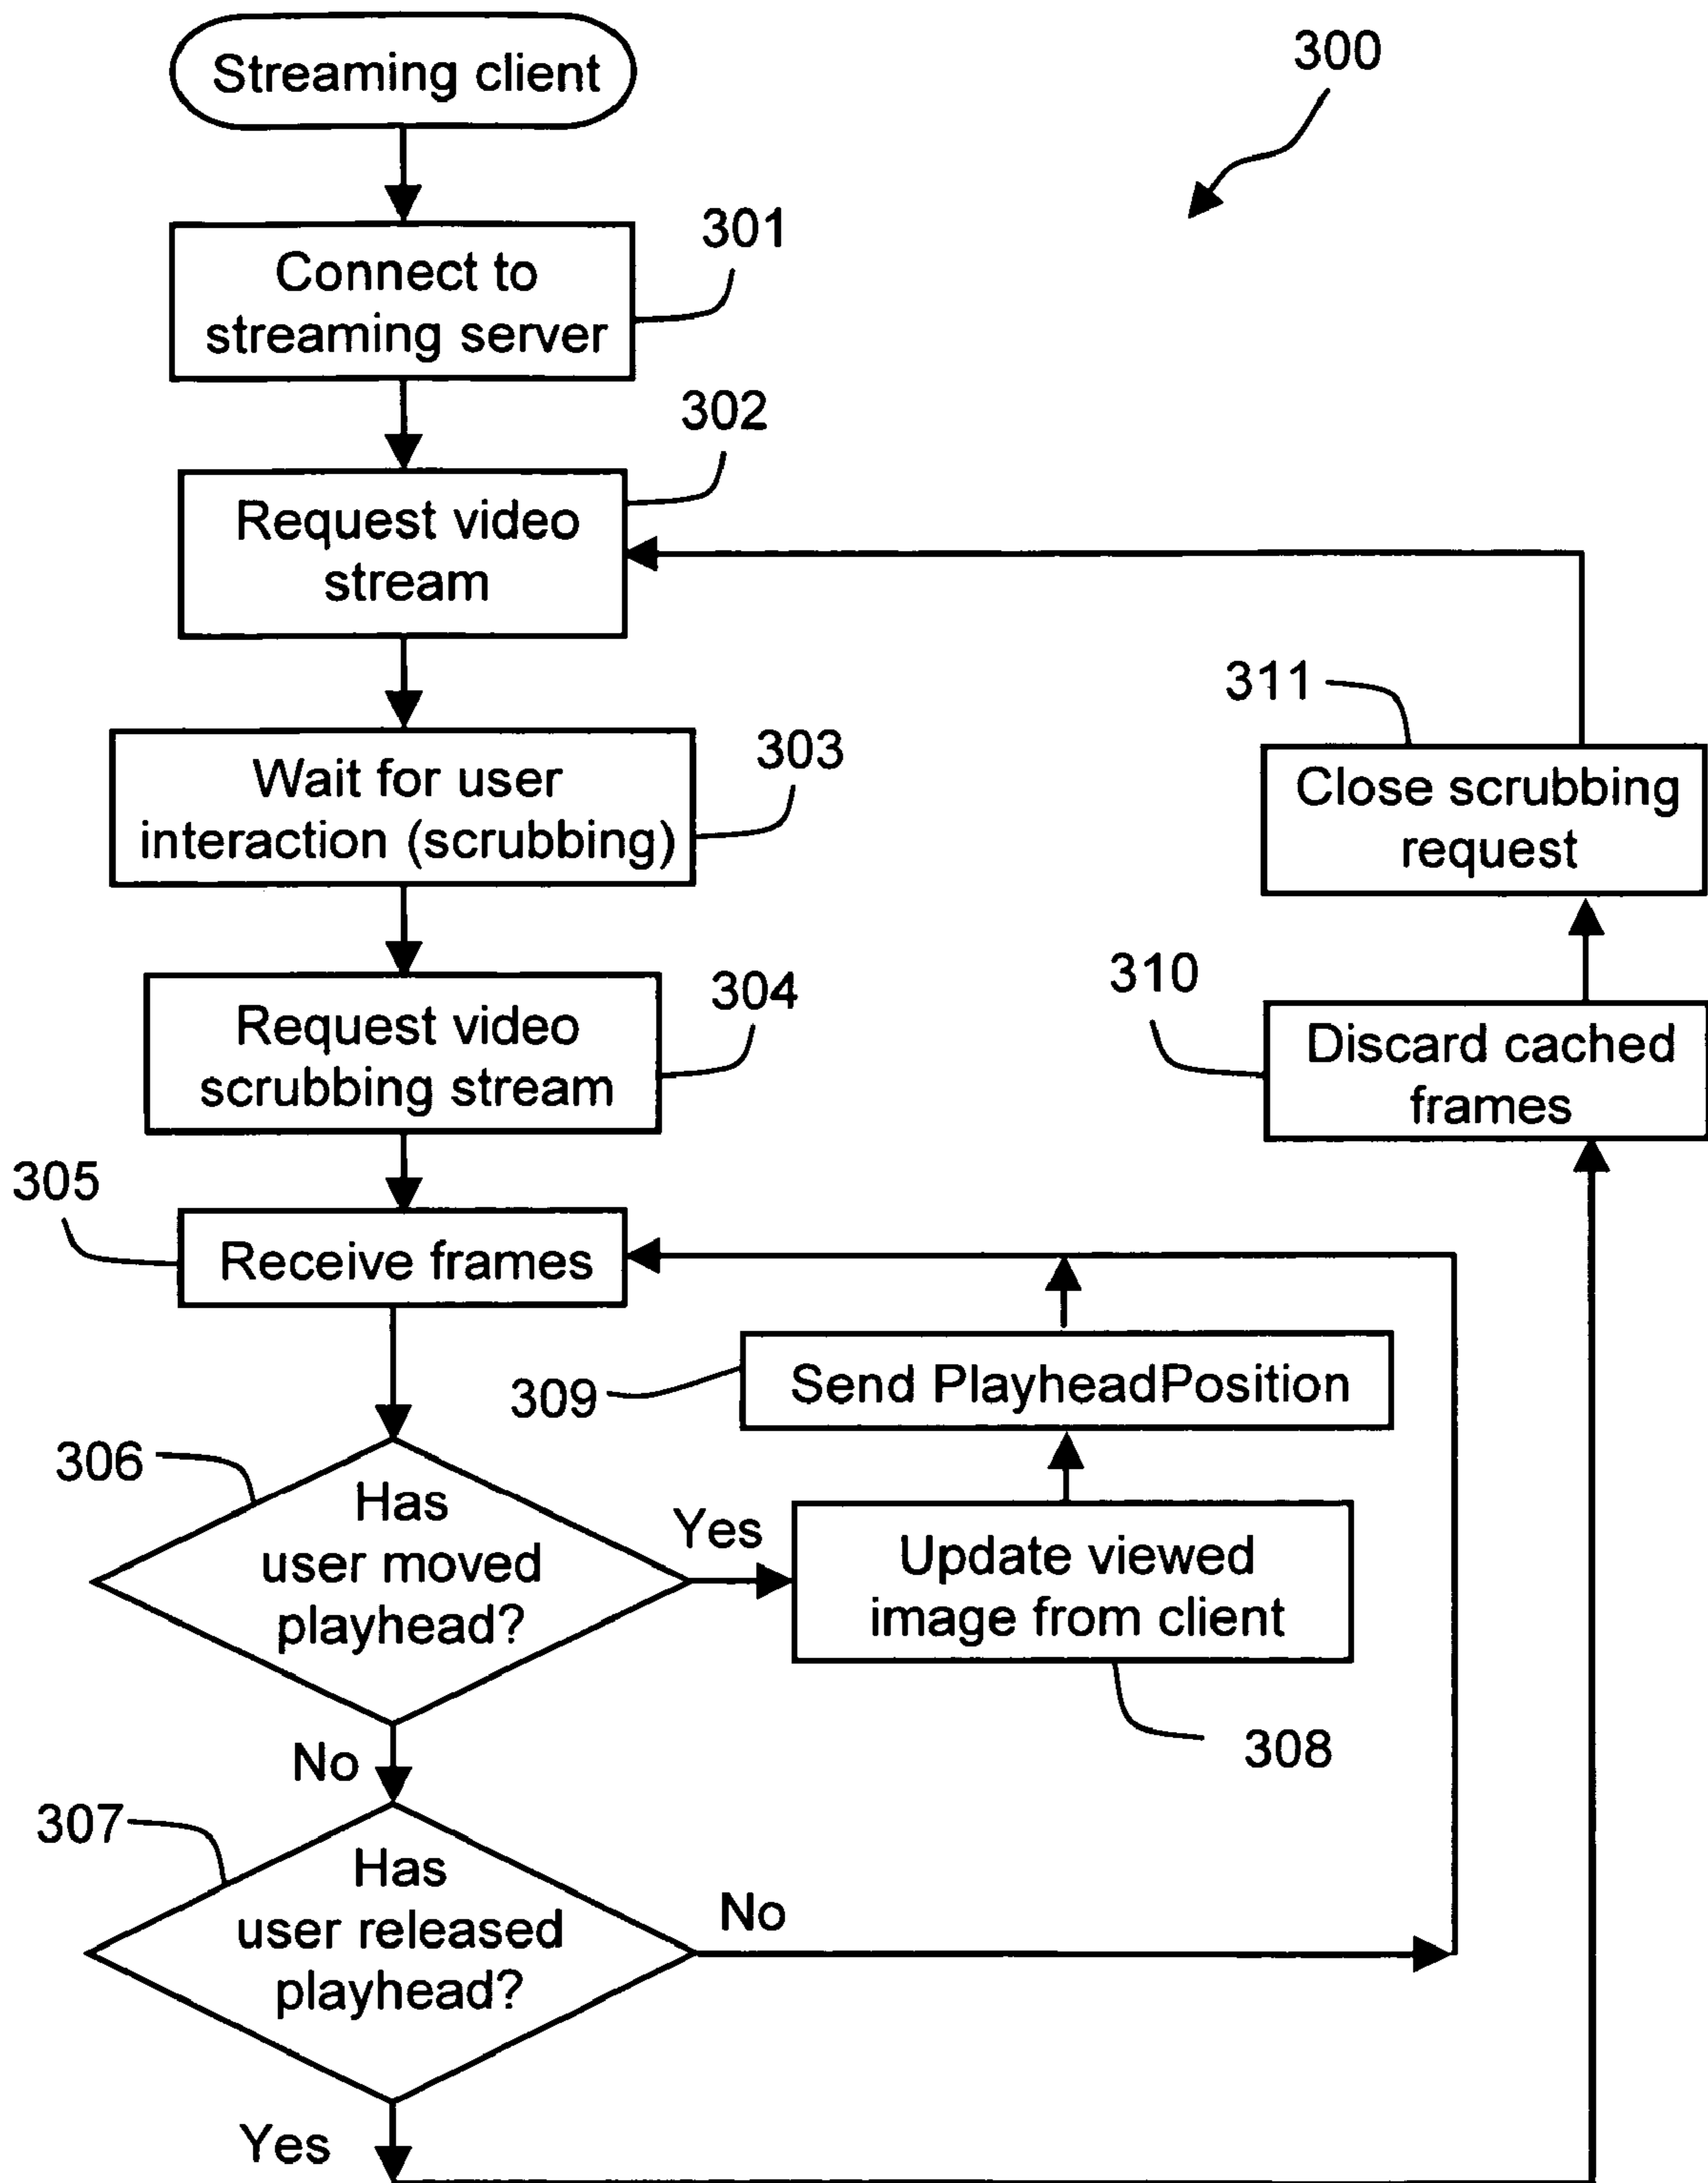 Streaming client
300
301
Connect to
streaming server
302
Request video
stream
303
Wait for user
interaction (scrubbing)
311
Close scrubbing
request
304
Request video
scrubbing stream
310
Discard cached
frames
305
Receive frames
309
Send PlayheadPosition
306
Has
user moved
playhead?
Yes
Update viewed
image from client
308
No
307
Has
user released
playhead?
No
Yes